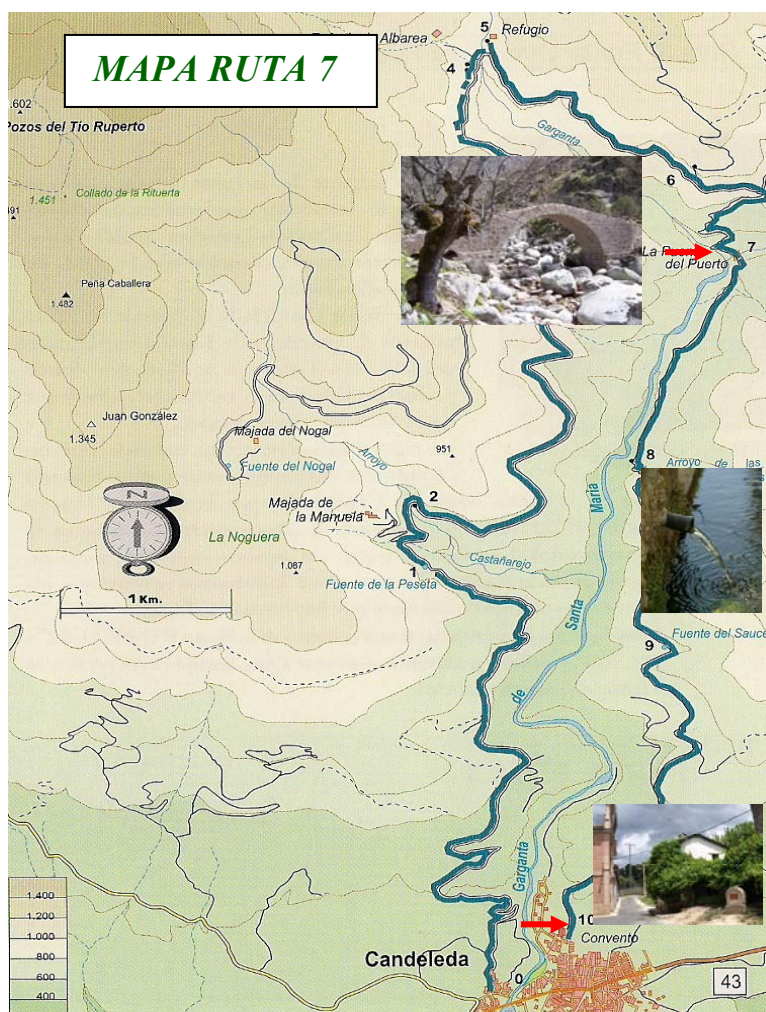 MAPA RUTA 7
5
Refugio
Albarea
4
.602
Pozos del Tío Ruperto
Garganta
6
1.451
Collado de la Rituerta
491
7
La
del Puerto
Peña Caballera
1.482
Juan González
1.345
Majada del Nogal
Fuente del Nogal
951
Arroyo
8
Arroyo de las
2
Majada de
la Manuela
María
La Noguera
Castañarejo
1.087
1
Fuente de la Peseta
1 Km.
N
Santa
9
Fuente del Sauce
de
Garganta
1.400
1.200
1.000
800
600
400
10
Convento
Candeleda
0
43